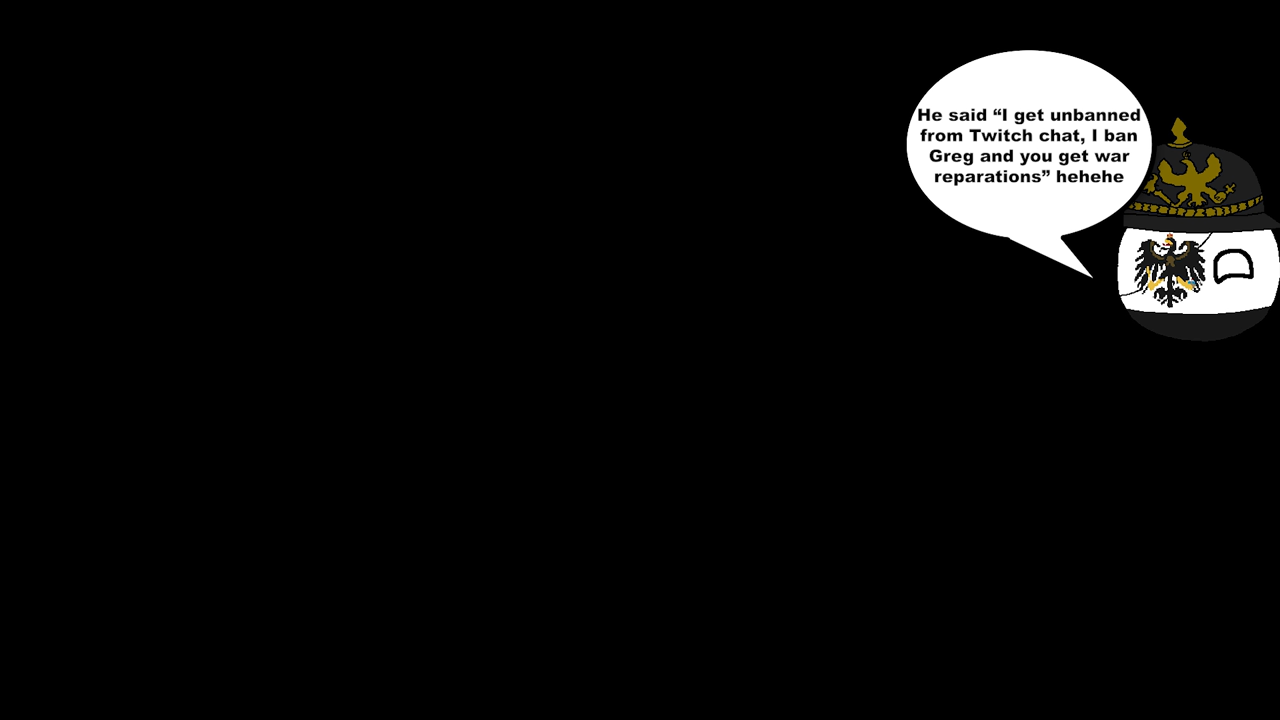 He said “I get unbanned
from Twitch chat, I ban
Greg and you get war
reparations” hehehe